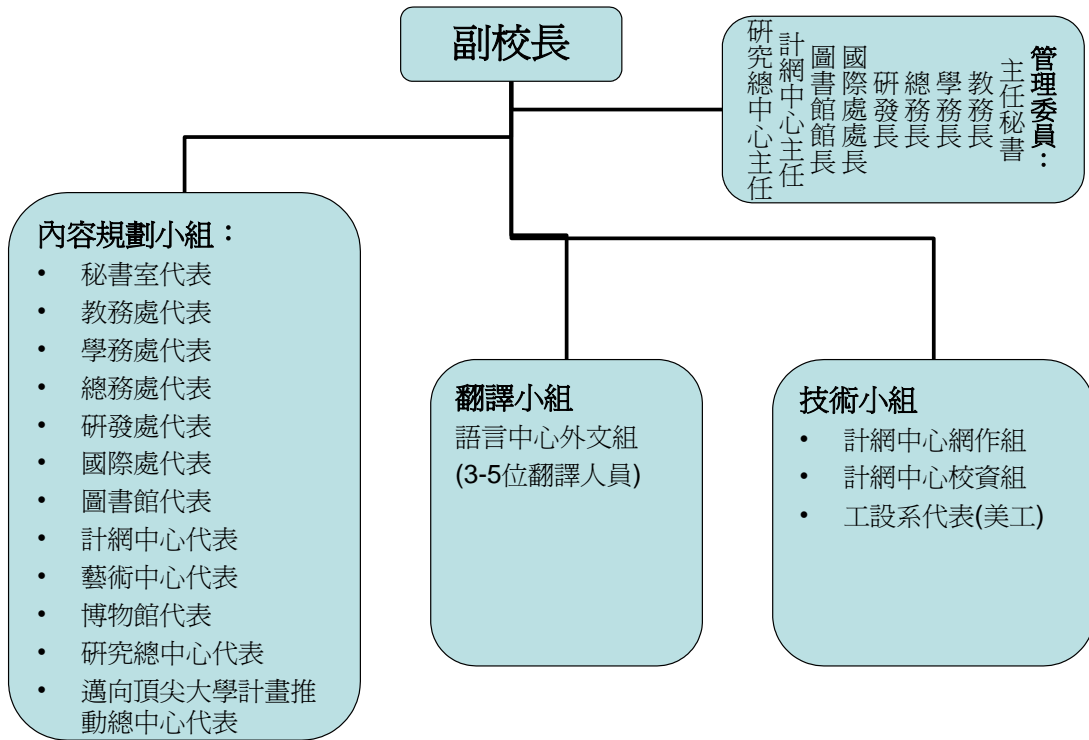 副校長
管理委員：
主任秘書
教務長
學務長
總務長
研發長
國際處處長
圖書館館長
計網中心主任
研究總中心主任
內容規劃小組：
• 秘書室代表
• 教務處代表
• 學務處代表
• 總務處代表
• 研發處代表
• 國際處代表
• 圖書館代表
• 計網中心代表
• 藝術中心代表
• 博物館代表
• 研究總中心代表
• 邁向頂尖大學計畫推
動總中心代表
翻譯小組
語言中心外文組
(3-5位翻譯人員)
技術小組
• 計網中心網作組
• 計網中心校資組
• 工設系代表(美工)